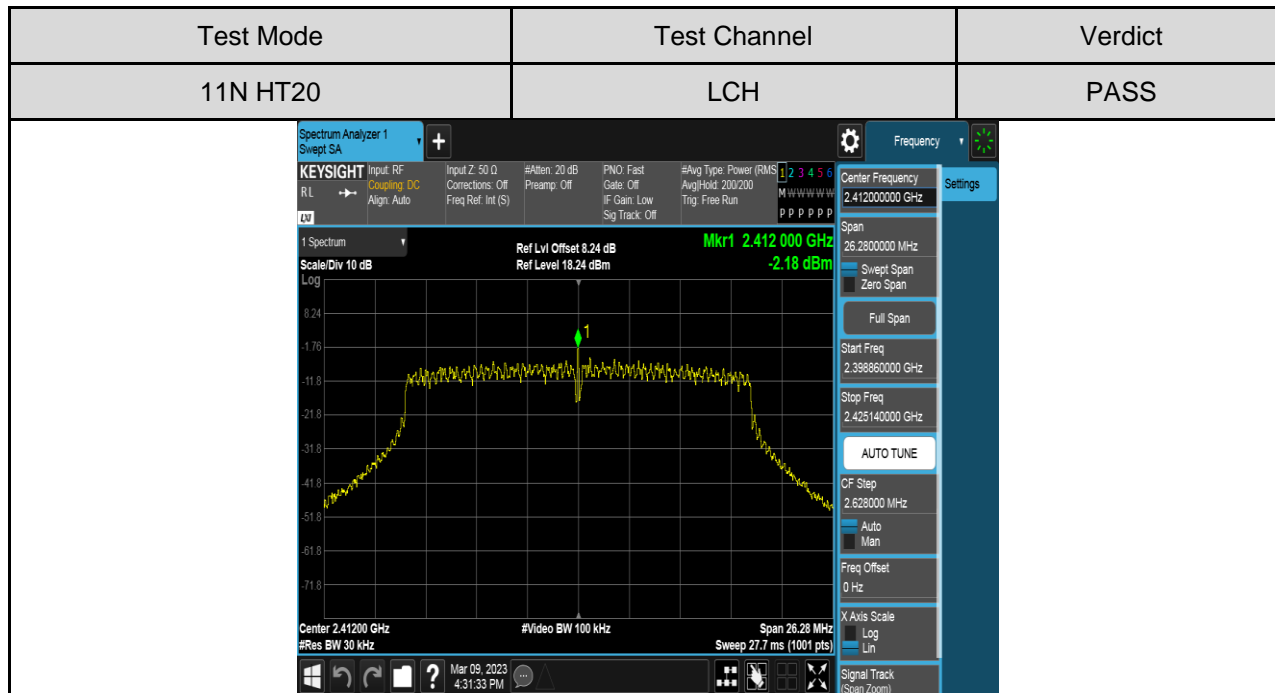 Test Mode Test Channel Verdict
11N HT20 LCH PASS
Spectrum Analyzer 1
Swept SA
+
Frequency
KEYSIGHT
RL
LXI
Input: RF
Coupling: DC
Align: Auto
Input Z: 50 Ω
Corrections: Off
Freq Ref: Int (S)
#Atten: 20 dB
Preamp: Off
PNO: Fast
Gate: Off
IF Gain: Low
Sig Track: Off
#Avg Type: Power (RMS
Avg|Hold: 200/200
Trig: Free Run
1 2 3 4 5 6
M W W W W W
P P P P P P
1 Spectrum
Scale/Div 10 dB
Ref Lvl Offset 8.24 dB
Ref Level 18.24 dBm
Mkr1 2.412 000 GHz
-2.18 dBm
Log
8.24
-1.76
-11.8
-21.8
-31.8
-41.8
-51.8
-61.8
-71.8
1
Center 2.41200 GHz
#Res BW 30 kHz
#Video BW 100 kHz
Span 26.28 MHz
Sweep 27.7 ms (1001 pts)
?
Mar 09, 2023
4:31:33 PM
Settings
Center Frequency
2.412000000 GHz
Span
26.2800000 MHz
Swept Span
Zero Span
Full Span
Start Freq
2.398860000 GHz
Stop Freq
2.425140000 GHz
AUTO TUNE
CF Step
2.628000 MHz
Auto
Man
Freq Offset
0 Hz
X Axis Scale
Log
Lin
Signal Track
(Span Zoom)